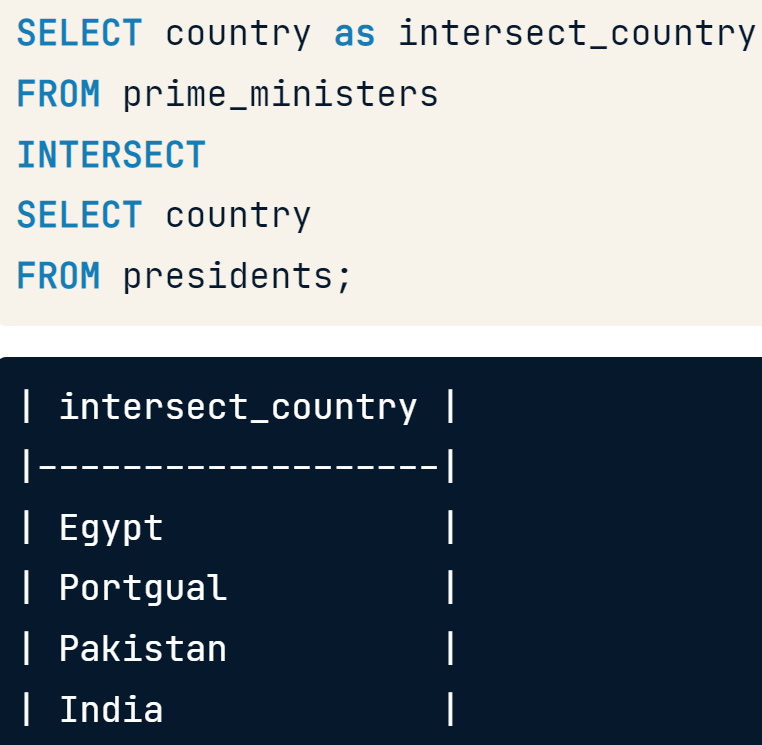 SELECT country as intersect_country
FROM prime_ministers
INTERSECT
SELECT country
FROM presidents;
| intersect_country |
|-------------------|
| Egypt             |
| Portgual          |
| Pakistan          |
| India             |